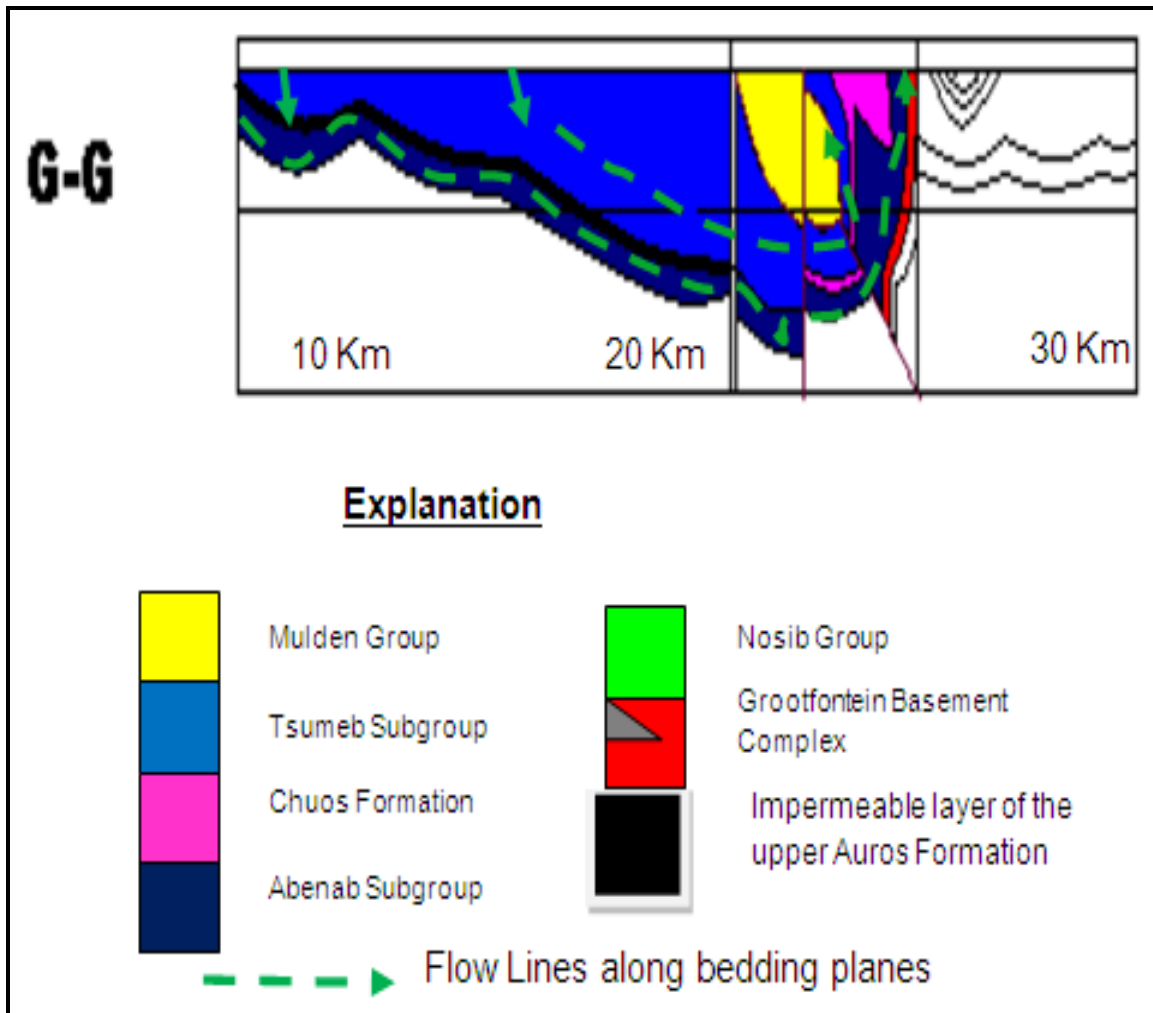 G-G
10 Km
20 Km
30 Km
Explanation
Mulden Group
Tsumeb Subgroup
Chuos Formation
Abenab Subgroup
Nosib Group
Grootfontein Basement
Complex
Impermeable layer of the
upper Auros Formation
Flow Lines along bedding planes